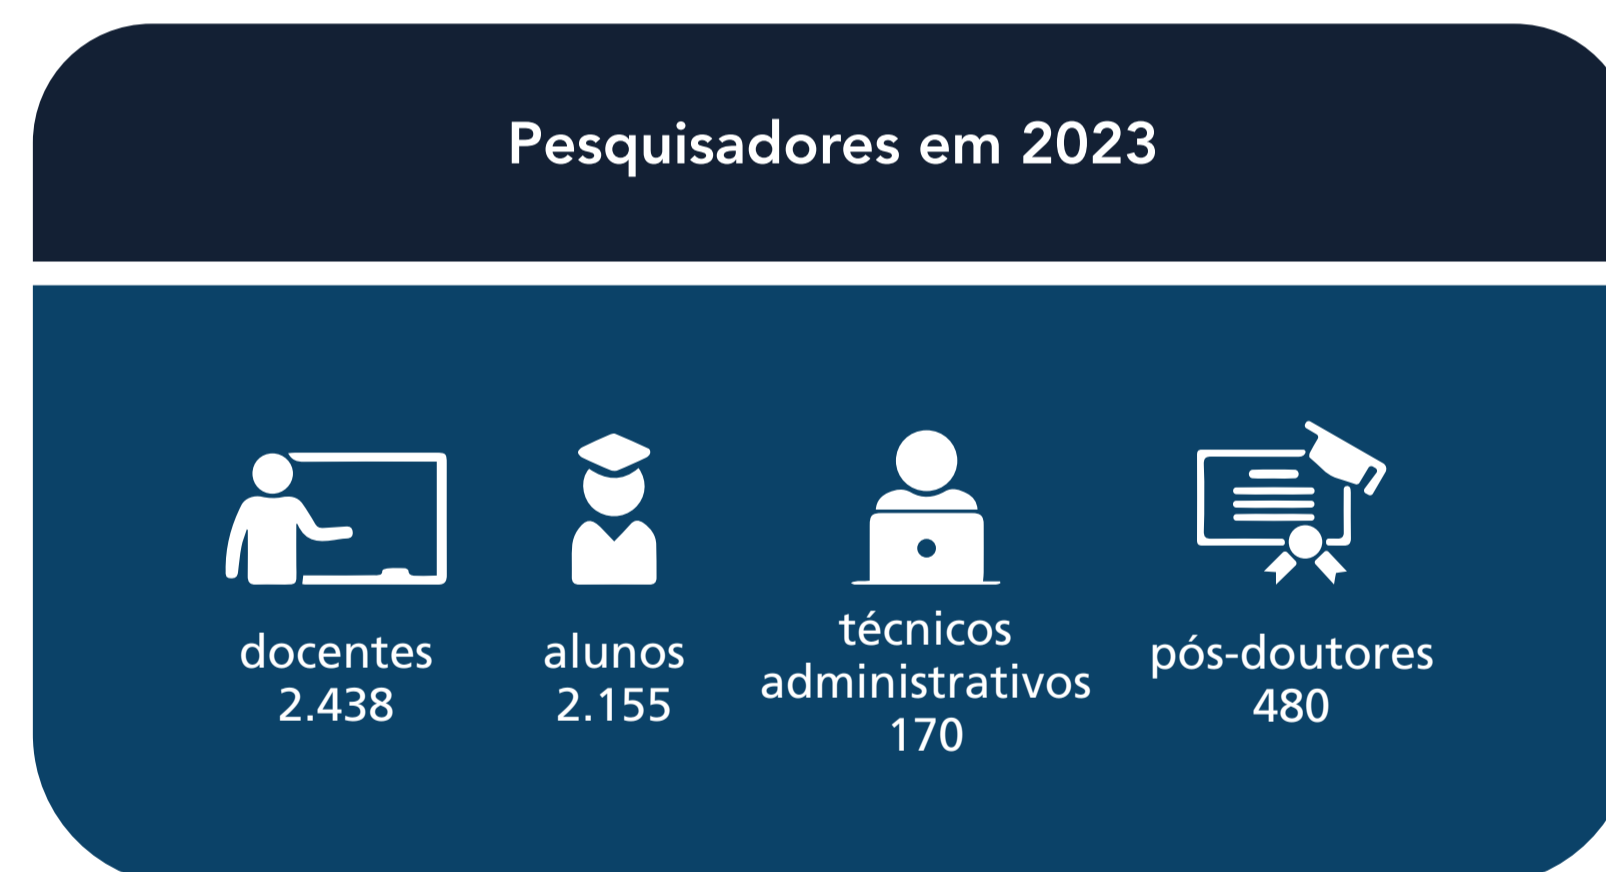 Pesquisadores em 2023
docentes
2.438
alunos
2.155
técnicos
administrativos
170
pós-doutores
480